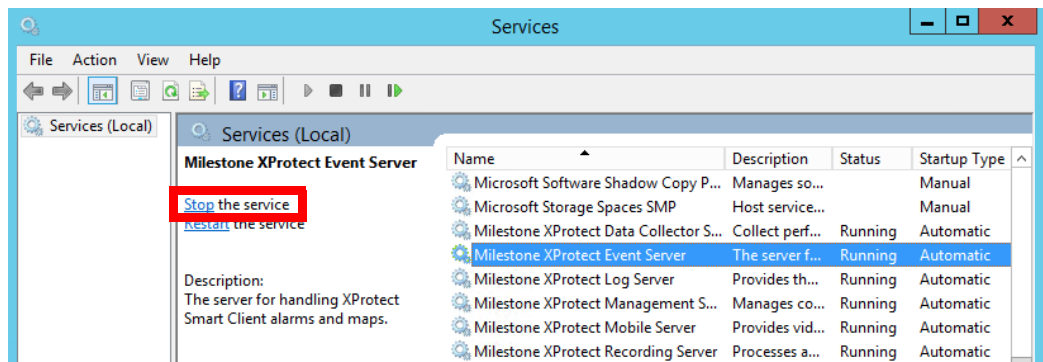 Services
File Action View Help
Services (Local)
Services (Local)
Milestone XProtect Event Server
Stop the service
Restart the service
Description:
The server for handling XProtect
Smart Client alarms and maps.
Name Description Status Startup Type
Microsoft Software Shadow Copy P... Manages so... Manual
Microsoft Storage Spaces SMP Host service... Manual
Milestone XProtect Data Collector S... Collect perf... Running Automatic
Milestone XProtect Event Server The server f... Running Automatic
Milestone XProtect Log Server Provides th... Running Automatic
Milestone XProtect Management S... Manages co... Running Automatic
Milestone XProtect Mobile Server Provides vid... Running Automatic
Milestone XProtect Recording Server Processes a... Running Automatic